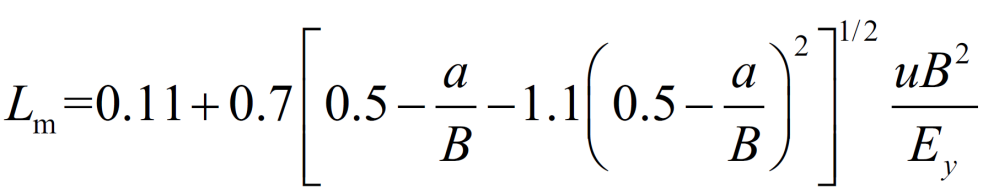 L_m=0.11+0.7[0.5−a/B−1.1(0.5−a/B)^2]^1/2 uB^2/E_y